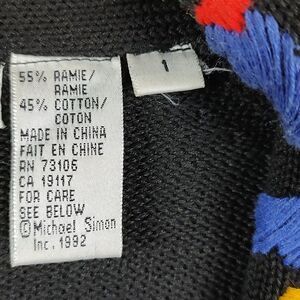 55% RAMIE/
RAMIE
45% COTTON/
COTON
MADE IN CHINA
FAIT EN CHINE
RN 73106
CA 19117
FOR CARE
SEE BELOW
©Michael Simon
Inc. 1992
1